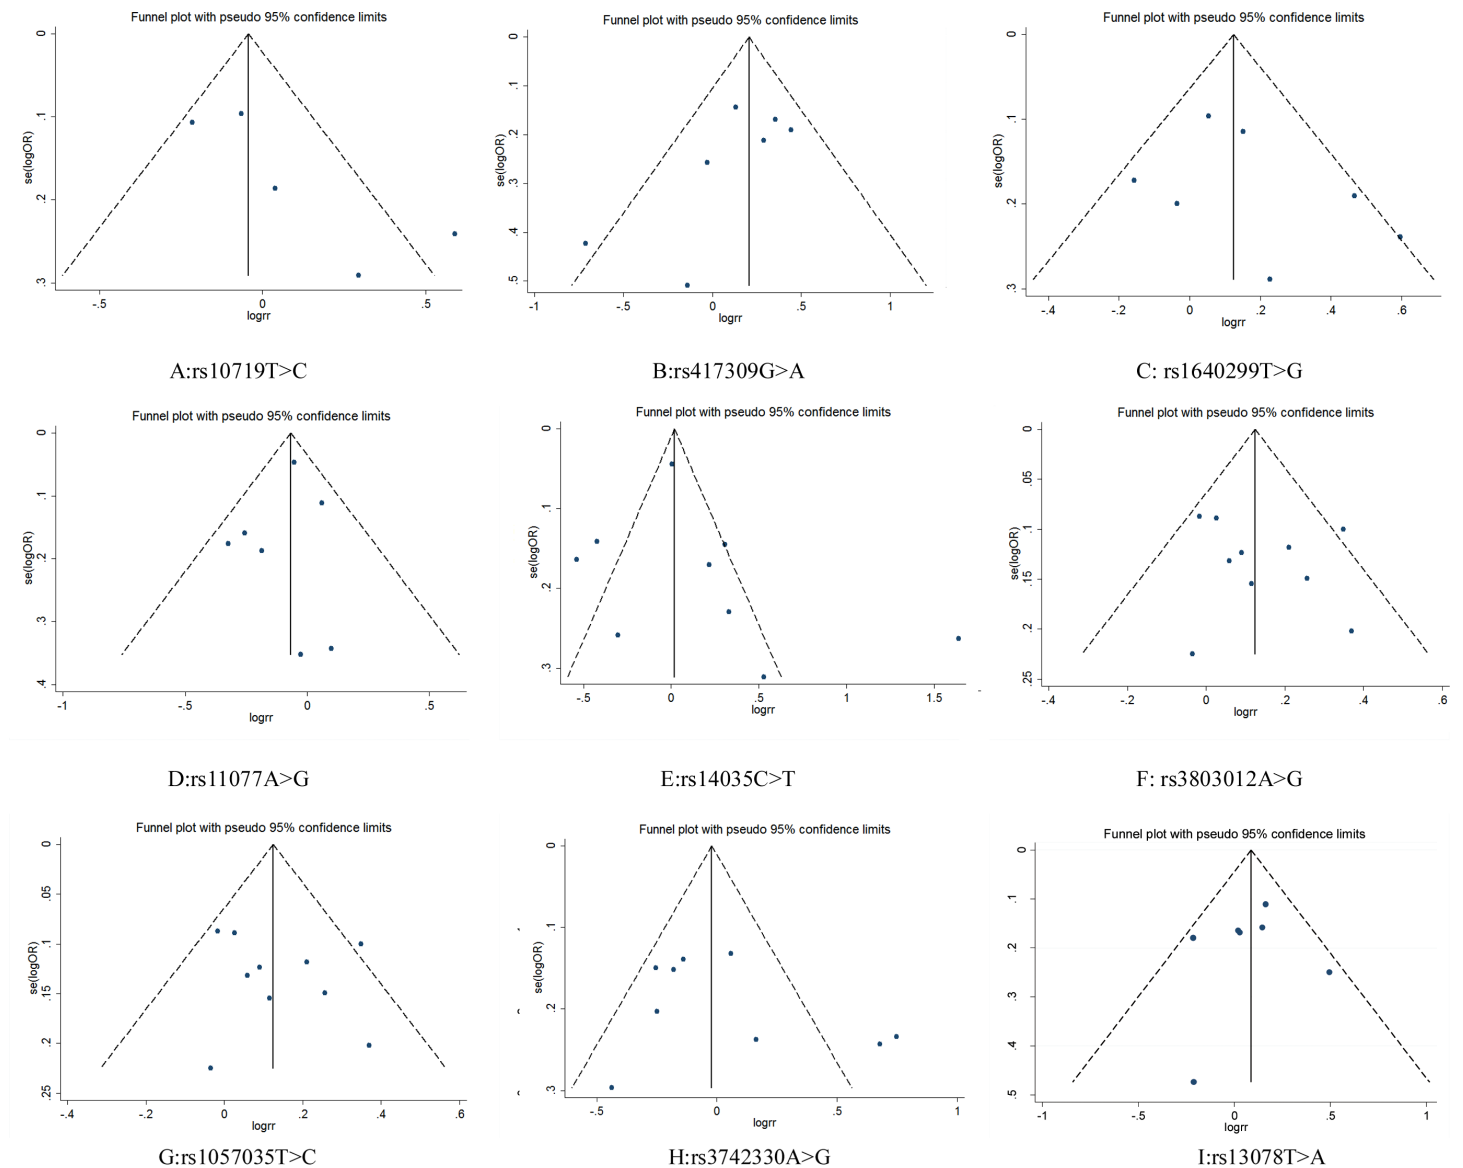 Funnel plot with pseudo 95% confidence limits
se(logOR)
0
.1
.2
.3
-.5
0
.5
logrr
A:rs10719T>C
Funnel plot with pseudo 95% confidence limits
se(logOR)
0
.1
.2
.3
.4
.5
-1
-.5
0
.5
1
logrr
B:rs417309G>A
Funnel plot with pseudo 95% confidence limits
se(logOR)
0
.1
.2
.3
-.4
-.2
0
.2
.4
.6
logrr
C: rs1640299T>G
Funnel plot with pseudo 95% confidence limits
se(logOR)
0
.1
.2
.3
.4
-1
-.5
0
.5
logrr
D:rs11077A>G
Funnel plot with pseudo 95% confidence limits
se(logOR)
0
.1
.2
.3
-.5
0
.5
1
1.5
logrr
E:rs14035C>T
Funnel plot with pseudo 95% confidence limits
se(logOR)
0
.05
.1
.15
.2
.25
-.4
-.2
0
.2
.4
.6
logrr
F: rs3803012A>G
Funnel plot with pseudo 95% confidence limits
se(logOR)
0
.05
.1
.15
.2
.25
-.4
-.2
0
.2
.4
.6
logrr
G:rs1057035T>C
Funnel plot with pseudo 95% confidence limits
se(logOR)
0
.1
.2
.3
-.5
0
.5
1
logrr
H:rs3742330A>G
Funnel plot with pseudo 95% confidence limits
se(logOR)
0
.1
.2
.3
.4
.5
-1
-.5
0
.5
1
logrr
I:rs13078T>A